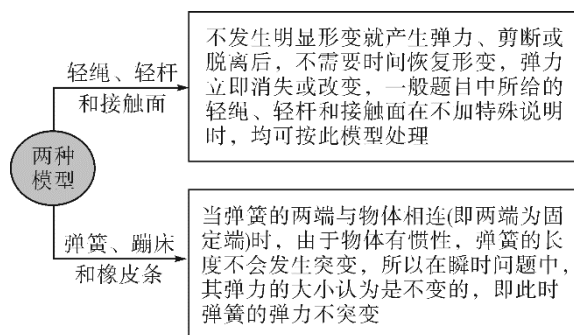 不发生明显形变就产生弹力、剪断或
脱离后，不需要时间恢复形变，弹力
立即消失或改变，一般题目中所给的
轻绳、轻杆和接触面在不加特殊说明
时，均可按此模型处理
轻绳、轻杆
和接触面
两种
模型
弹簧、蹦床
和橡皮条
当弹簧的两端与物体相连(即两端为固
定端)时，由于物体有惯性，弹簧的长
度不会发生突变，所以在瞬时问题中，
其弹力的大小认为是不变的，即此时
弹簧的弹力不突变